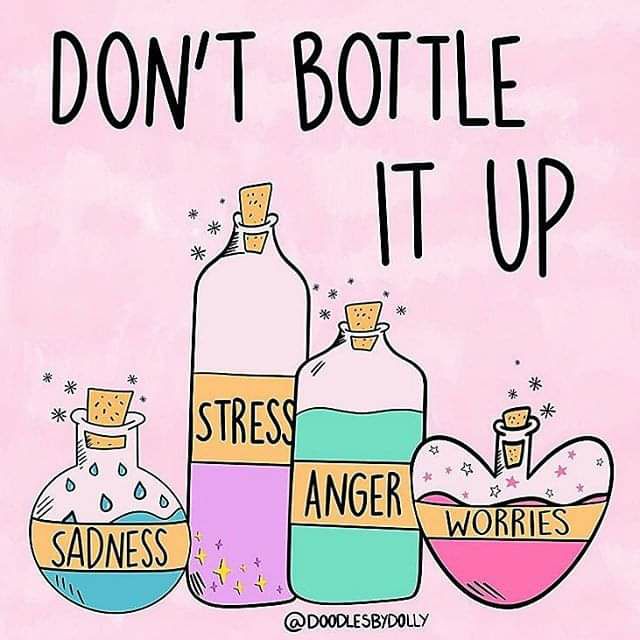 DON'T BOTTLE
IT UP
STRESS
ANGER
WORRIES
SADNESS
@DOODLESBYDOLLY